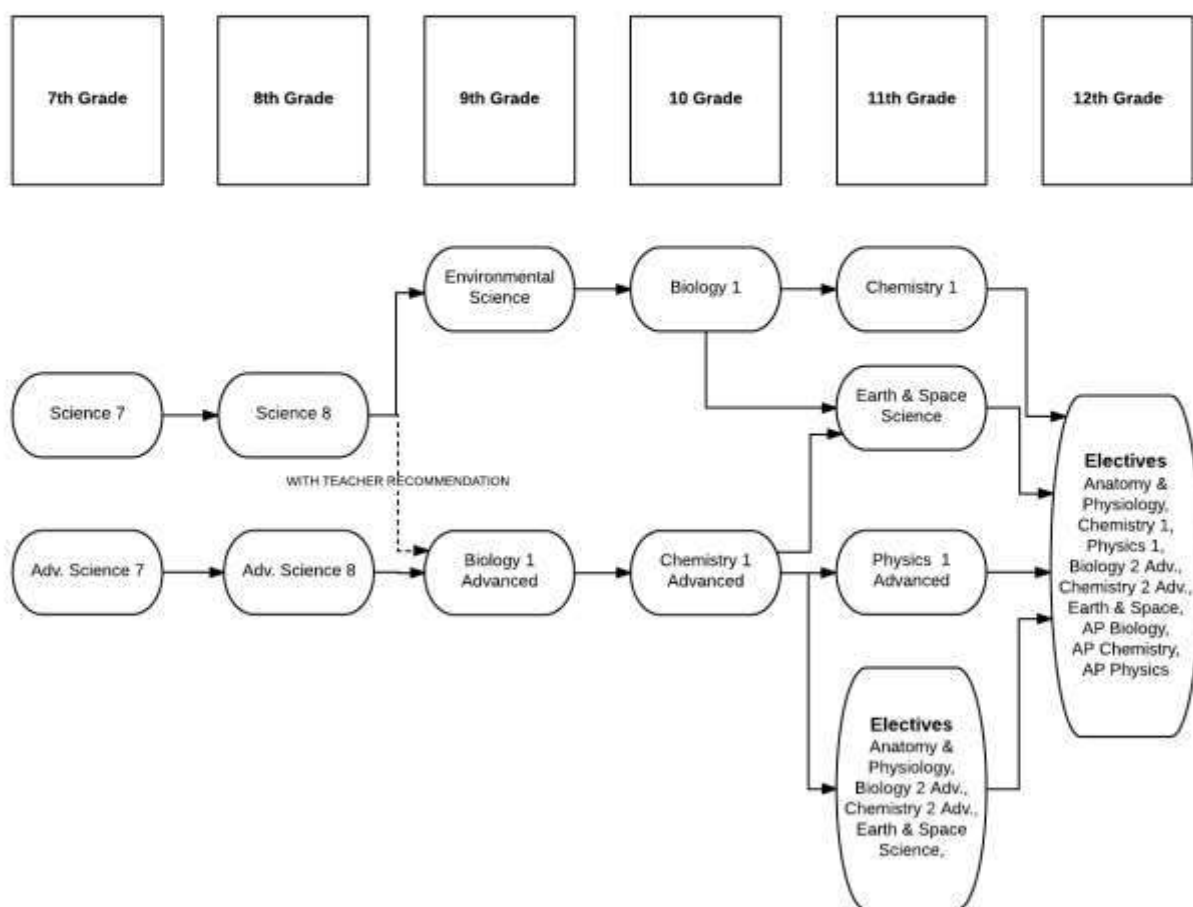 7th Grade
8th Grade
9th Grade
10 Grade
11th Grade
12th Grade
Environmental
Science
Biology 1
Chemistry 1
Science 7
Science 8
Earth & Space
Science
WITH TEACHER RECOMMENDATION
Adv. Science 7
Adv. Science 8
Biology 1
Advanced
Chemistry 1
Advanced
Physics 1
Advanced
Electives
Anatomy &
Physiology,
Biology 2 Adv.,
Chemistry 2 Adv.,
Earth & Space
Science,
Electives
Anatomy &
Physiology,
Chemistry 1,
Physics 1,
Biology 2 Adv.,
Chemistry 2 Adv.,
Earth & Space,
AP Biology,
AP Chemistry,
AP Physics